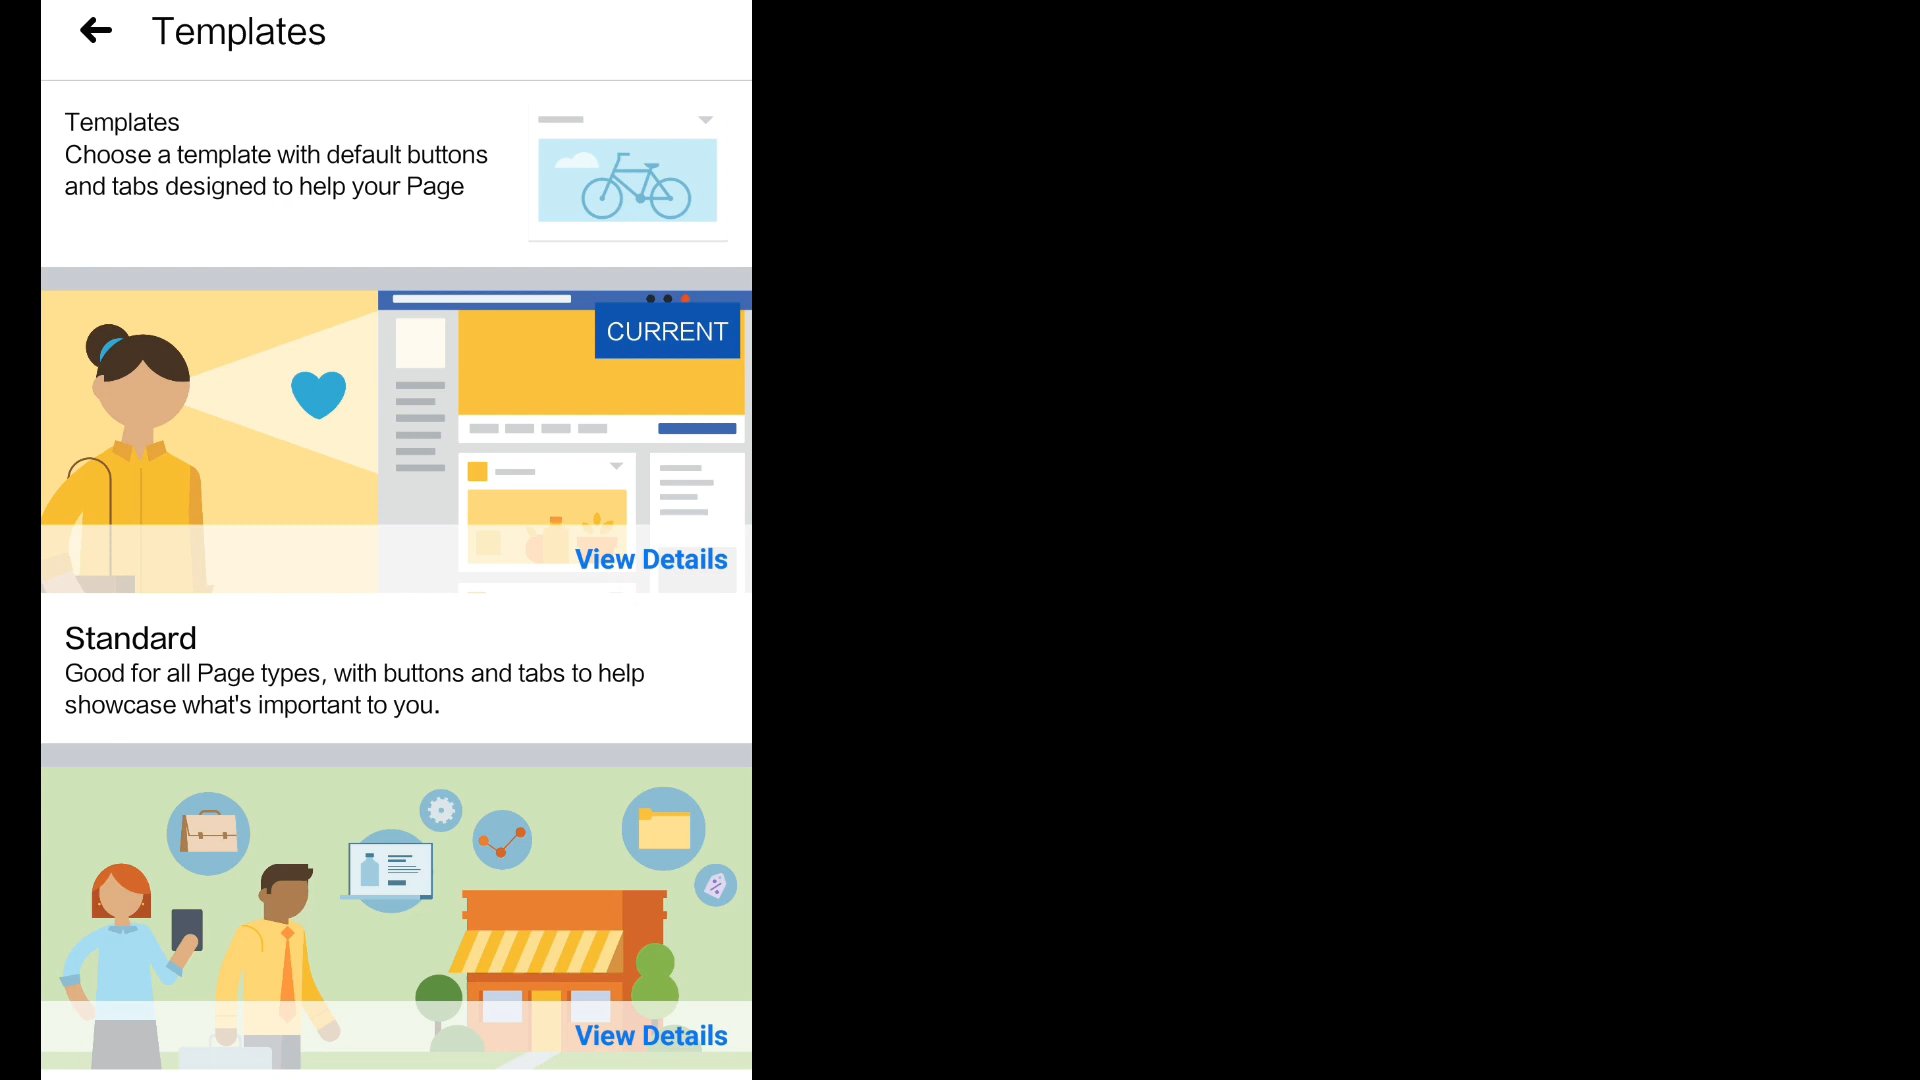 Templates
Templates
Choose a template with default buttons
and tabs designed to help your Page
CURRENT
View Details
Standard
Good for all Page types, with buttons and tabs to help
showcase what's important to you.
View Details